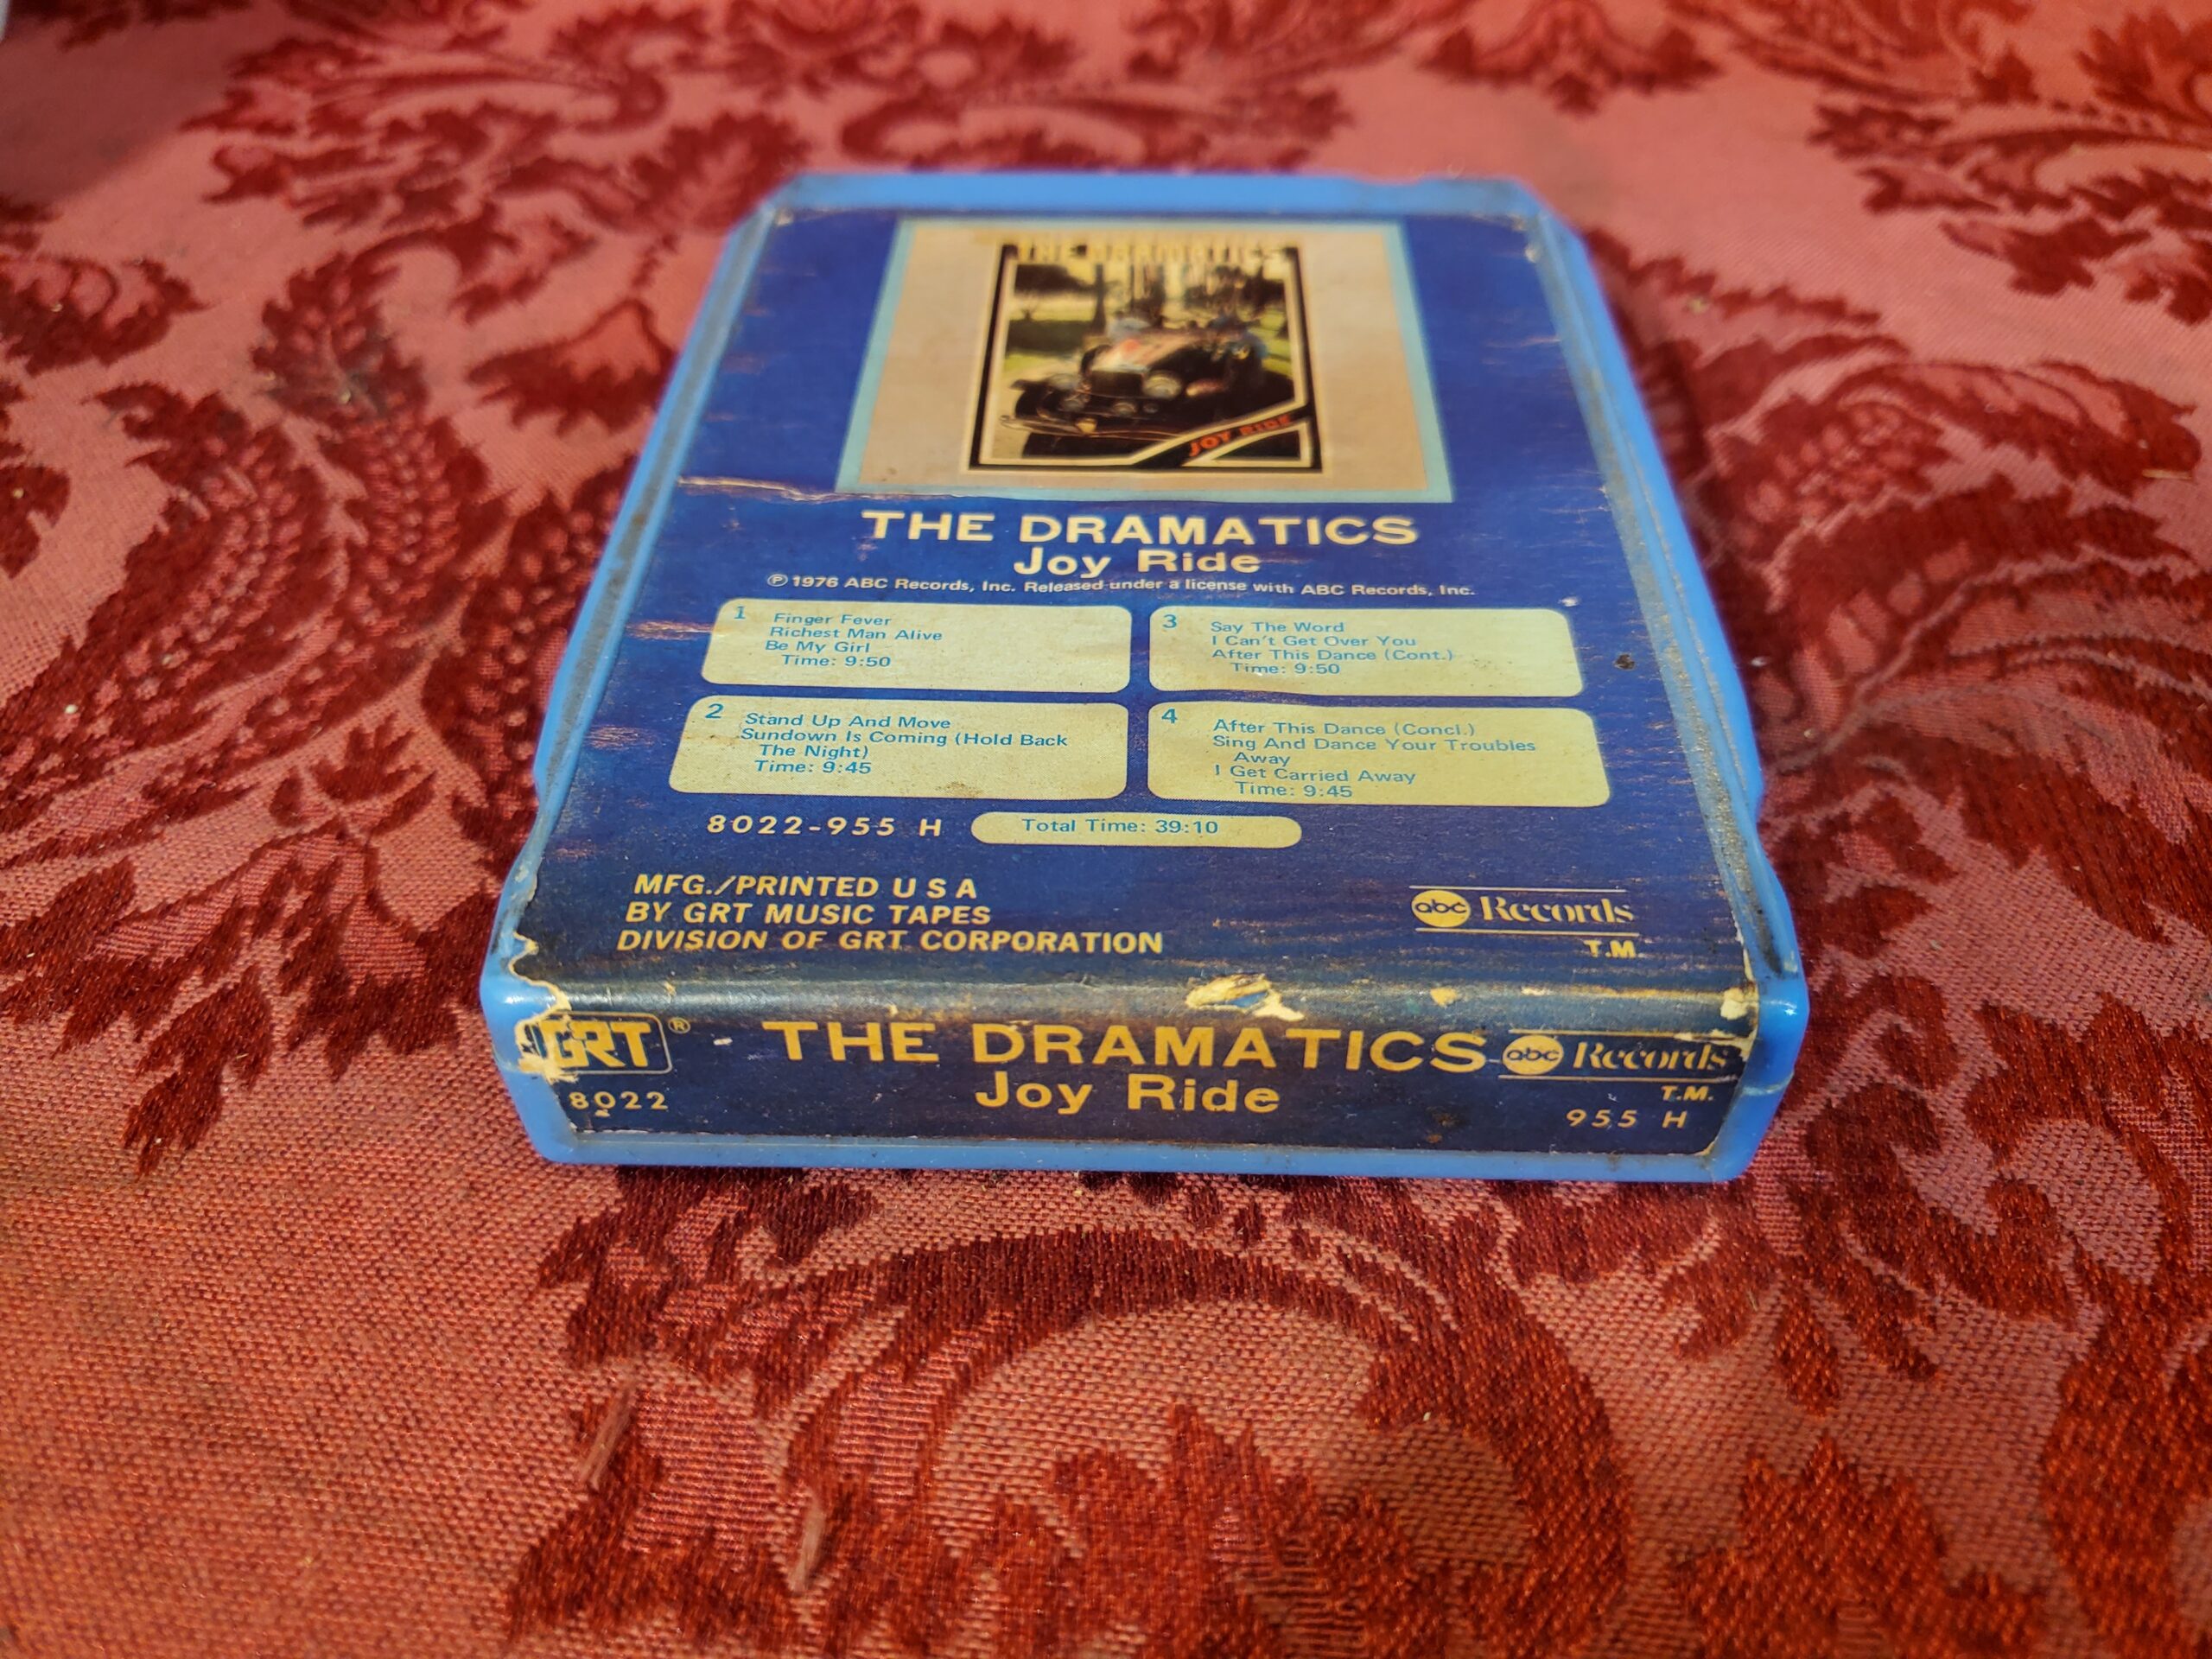 THE DRAMATICS
JOY RIDE
THE DRAMATICS
Joy Ride
℗ 1976 ABC Records, Inc. Released under a license with ABC Records, Inc.
1 Finger Fever
Richest Man Alive
Be My Girl
Time: 9:50
2 Stand Up And Move
Sundown Is Coming (Hold Back
The Night)
Time: 9:45
3 Say The Word
I Can't Get Over You
After This Dance (Cont.)
Time: 9:50
4 After This Dance (Concl.)
Sing And Dance Your Troubles
Away
I Get Carried Away
Time: 9:45
8022-955 H Total Time: 39:10
MFG./PRINTED U S A
BY GRT MUSIC TAPES
DIVISION OF GRT CORPORATION
abc Records
T.M.
GRT® THE DRAMATICS abc Records
T.M.
8022 Joy Ride 955 H